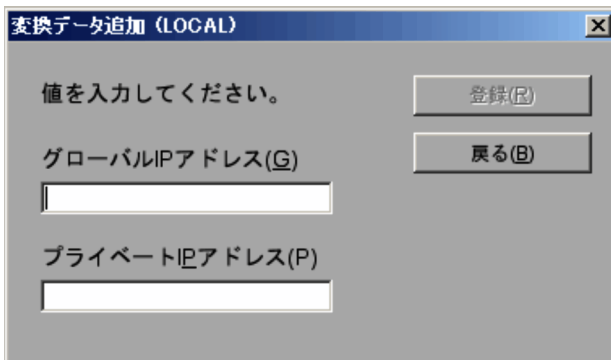 変換データ追加 (LOCAL)
値を入力してください。
登録(R)
グローバルIPアドレス(G)
戻る(B)
プライベートIPアドレス(P)